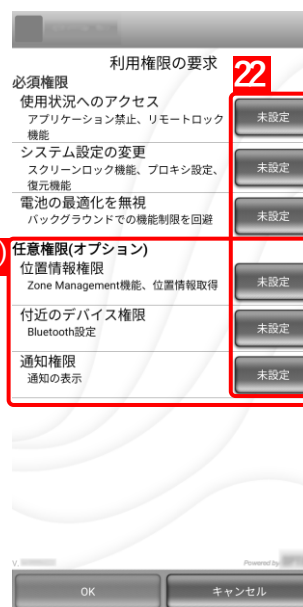 利用権限の要求
22
必須権限
使用状況へのアクセス
アプリケーション禁止、リモートロック
機能
未設定
システム設定の変更
スクリーンロック機能、プロキシ設定、
復元機能
未設定
電池の最適化を無視
バックグラウンドでの機能制限を回避
未設定
任意権限(オプション)
位置情報権限
Zone Management機能、位置情報取得
未設定
付近のデバイス権限
Bluetooth設定
未設定
通知権限
通知の表示
未設定
V.
Powered by
OK
キャンセル